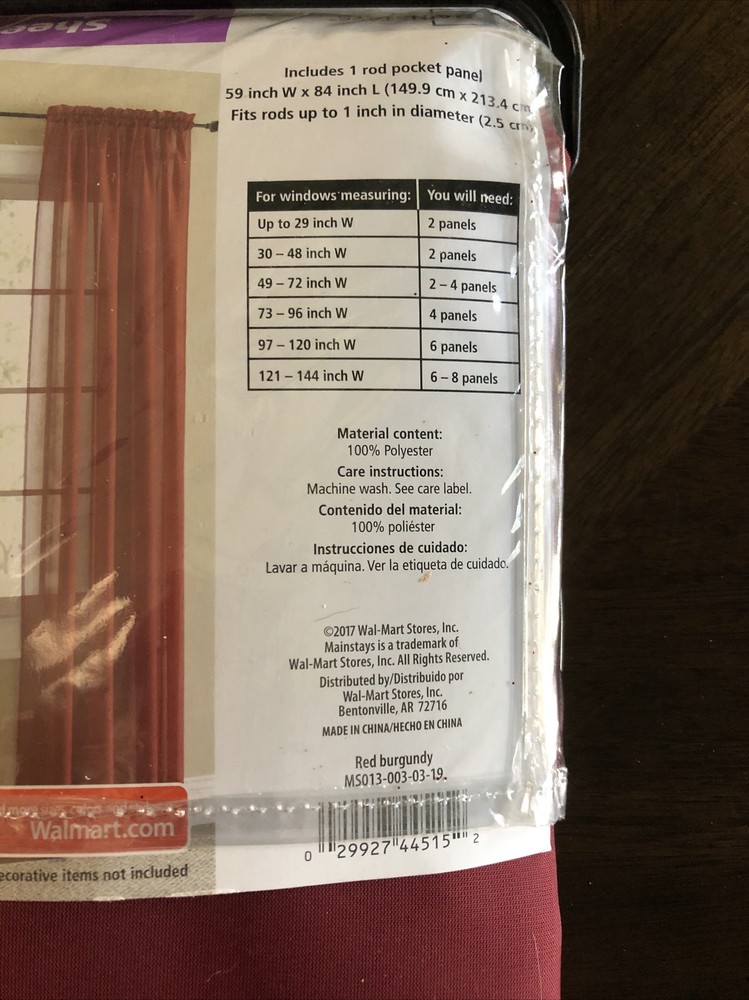 Includes 1 rod pocket panel
59 inch W x 84 inch L (149.9 cm x 213.4 cm
Fits rods up to 1 inch in diameter (2.5 cm)
For windows measuring: You will need:
Up to 29 inch W 2 panels
30 – 48 inch W 2 panels
49 – 72 inch W 2 – 4 panels
73 – 96 inch W 4 panels
97 – 120 inch W 6 panels
121 – 144 inch W 6 – 8 panels
Material content:
100% Polyester
Care instructions:
Machine wash. See care label.
Contenido del material:
100% poliéster
Instrucciones de cuidado:
Lavar a máquina. Ver la etiqueta de cuidado.
©2017 Wal-Mart Stores, Inc.
Mainstays is a trademark of
Wal-Mart Stores, Inc. All Rights Reserved.
Distributed by/Distribuido por
Wal-Mart Stores, Inc.
Bentonville, AR 72716
MADE IN CHINA/HECHO EN CHINA
Red burgundy
MS013-003-03-19.
0 29927 44515 2
Walmart.com
ecorative items not included